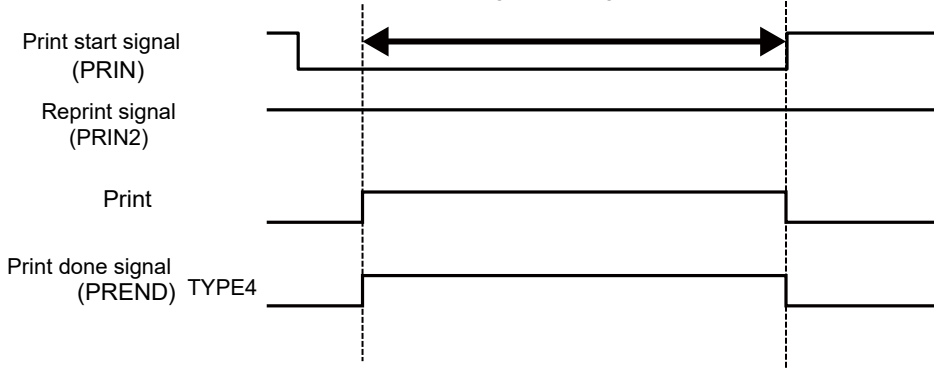 Print start signal
(PRIN)
Reprint signal
(PRIN2)
Print
Print done signal
(PREND) TYPE4